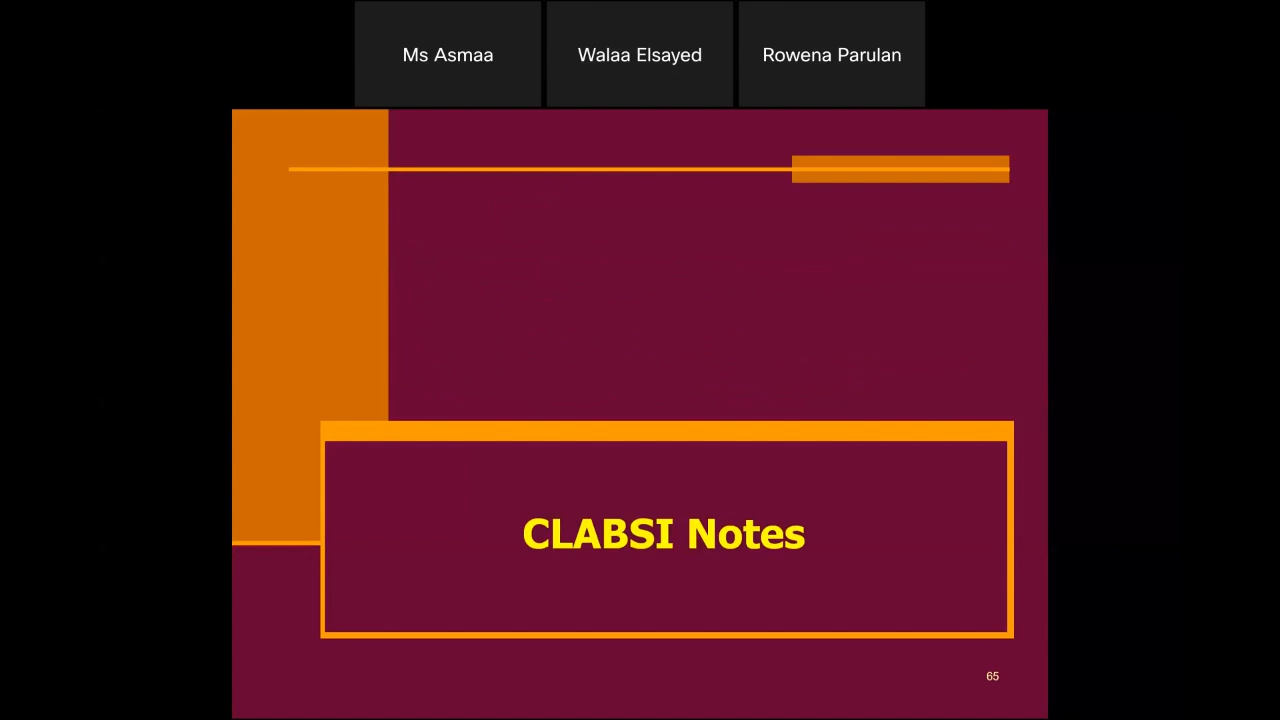 Ms Asmaa
Walaa Elsayed
Rowena Parulan
CLABSI Notes
65